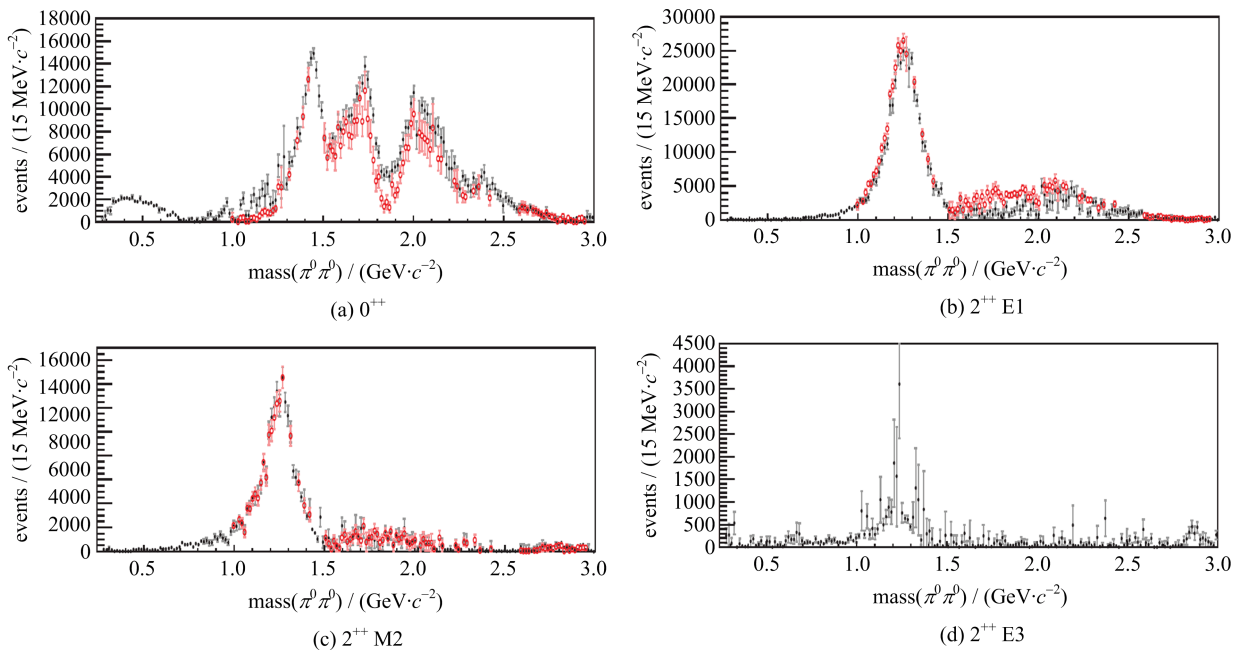 18000
16000
14000
12000
10000
8000
6000
4000
2000
0
events / (15 MeV·c⁻²)
0.5 1.0 1.5 2.0 2.5 3.0
mass(π⁰π⁰) / (GeV·c⁻²)
(a) 0⁺⁺
30000
25000
20000
15000
10000
5000
0
events / (15 MeV·c⁻²)
0.5 1.0 1.5 2.0 2.5 3.0
mass(π⁰π⁰) / (GeV·c⁻²)
(b) 2⁺⁺ E1
16000
14000
12000
10000
8000
6000
4000
2000
0
events / (15 MeV·c⁻²)
0.5 1.0 1.5 2.0 2.5 3.0
mass(π⁰π⁰) / (GeV·c⁻²)
(c) 2⁺⁺ M2
4500
4000
3500
3000
2500
2000
1500
1000
500
0
events / (15 MeV·c⁻²)
0.5 1.0 1.5 2.0 2.5 3.0
mass(π⁰π⁰) / (GeV·c⁻²)
(d) 2⁺⁺ E3